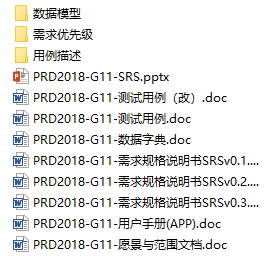 数据模型
需求优先级
用例描述
PRD2018-G11-SRS.pptx
PRD2018-G11-测试用例（改）.doc
PRD2018-G11-测试用例.doc
PRD2018-G11-数据字典.doc
PRD2018-G11-需求规格说明书SRSv0.1....
PRD2018-G11-需求规格说明书SRSv0.2....
PRD2018-G11-需求规格说明书SRSv0.3....
PRD2018-G11-用户手册(APP).doc
PRD2018-G11-愿景与范围文档.doc